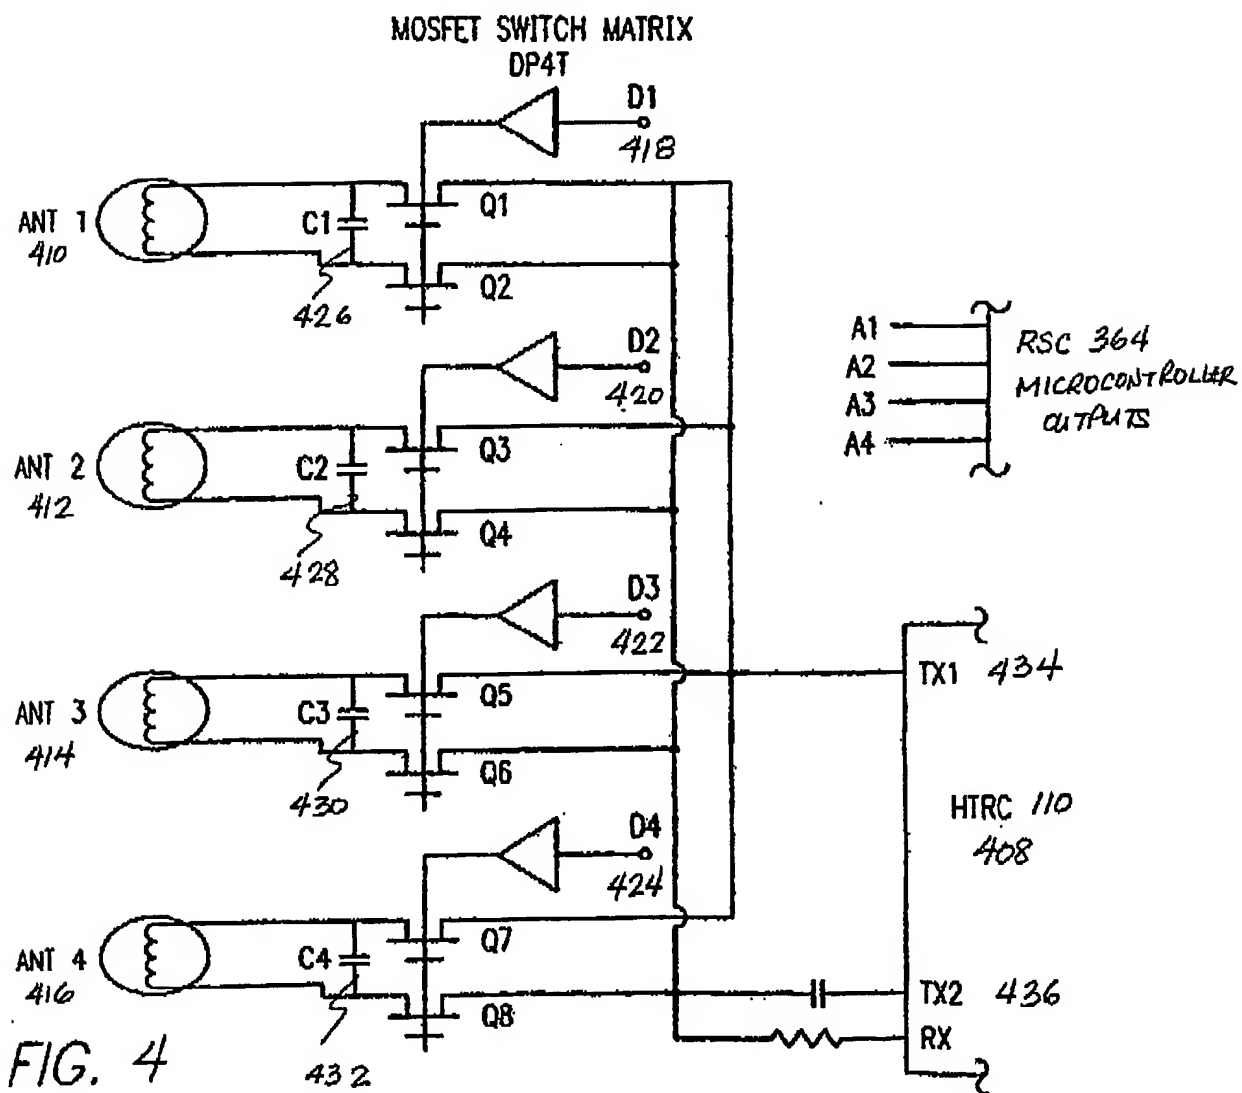 MOSFET SWITCH MATRIX
DP4T
D1
418
ANT 1
410
C1
Q1
426
Q2
D2
420
ANT 2
412
C2
Q3
428
Q4
A1
A2
A3
A4
RSC 364
MICROCONTROLLER
OUTPUTS
D3
422
ANT 3
414
C3
Q5
430
Q6
TX1 434
HTRC 110
408
D4
424
ANT 4
416
C4
Q7
432
Q8
TX2 436
RX
FIG. 4